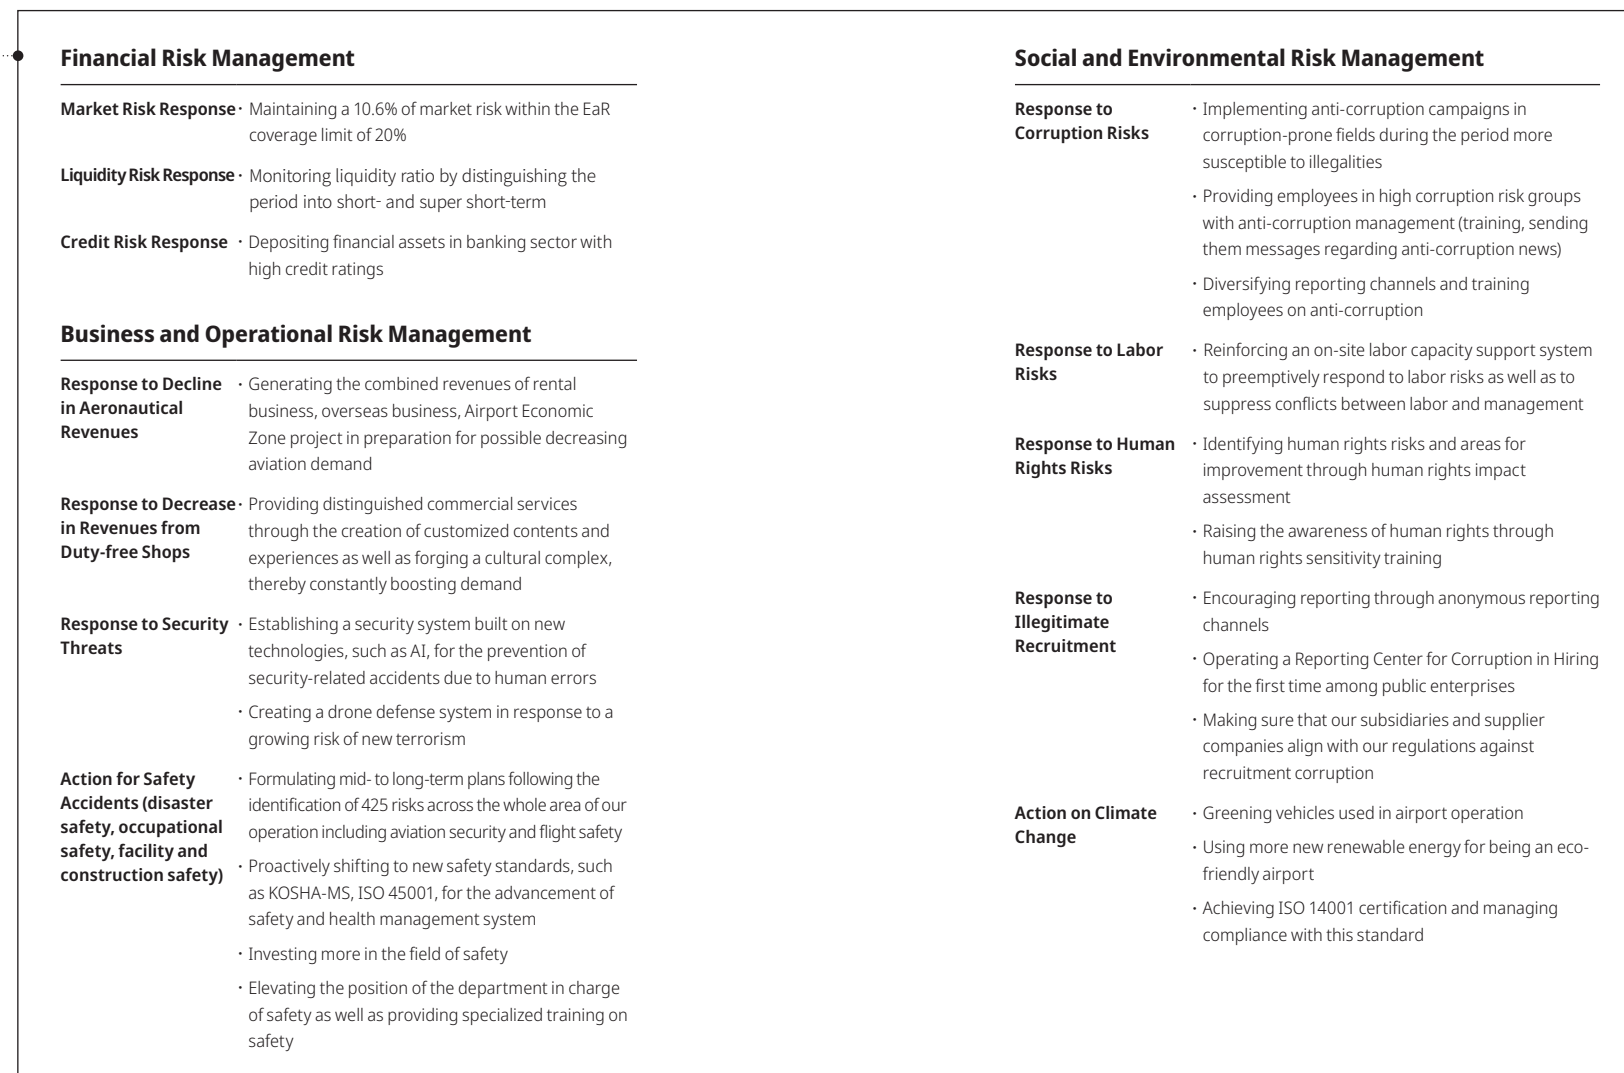 Financial Risk Management
Market Risk Response · Maintaining a 10.6% of market risk within the EaR
coverage limit of 20%
Liquidity Risk Response · Monitoring liquidity ratio by distinguishing the
period into short- and super short-term
Credit Risk Response · Depositing financial assets in banking sector with
high credit ratings
Business and Operational Risk Management
Response to Decline
in Aeronautical
Revenues
· Generating the combined revenues of rental
business, overseas business, Airport Economic
Zone project in preparation for possible decreasing
aviation demand
Response to Decrease
in Revenues from
Duty-free Shops
· Providing distinguished commercial services
through the creation of customized contents and
experiences as well as forging a cultural complex,
thereby constantly boosting demand
Response to Security
Threats
· Establishing a security system built on new
technologies, such as AI, for the prevention of
security-related accidents due to human errors
· Creating a drone defense system in response to a
growing risk of new terrorism
Action for Safety
Accidents (disaster
safety, occupational
safety, facility and
construction safety)
· Formulating mid- to long-term plans following the
identification of 425 risks across the whole area of our
operation including aviation security and flight safety
· Proactively shifting to new safety standards, such
as KOSHA-MS, ISO 45001, for the advancement of
safety and health management system
· Investing more in the field of safety
· Elevating the position of the department in charge
of safety as well as providing specialized training on
safety
Social and Environmental Risk Management
Response to
Corruption Risks
· Implementing anti-corruption campaigns in
corruption-prone fields during the period more
susceptible to illegalities
· Providing employees in high corruption risk groups
with anti-corruption management (training, sending
them messages regarding anti-corruption news)
· Diversifying reporting channels and training
employees on anti-corruption
Response to Labor
Risks
· Reinforcing an on-site labor capacity support system
to preemptively respond to labor risks as well as to
suppress conflicts between labor and management
Response to Human
Rights Risks
· Identifying human rights risks and areas for
improvement through human rights impact
assessment
· Raising the awareness of human rights through
human rights sensitivity training
Response to
Illegitimate
Recruitment
· Encouraging reporting through anonymous reporting
channels
· Operating a Reporting Center for Corruption in Hiring
for the first time among public enterprises
· Making sure that our subsidiaries and supplier
companies align with our regulations against
recruitment corruption
Action on Climate
Change
· Greening vehicles used in airport operation
· Using more new renewable energy for being an eco-
friendly airport
· Achieving ISO 14001 certification and managing
compliance with this standard